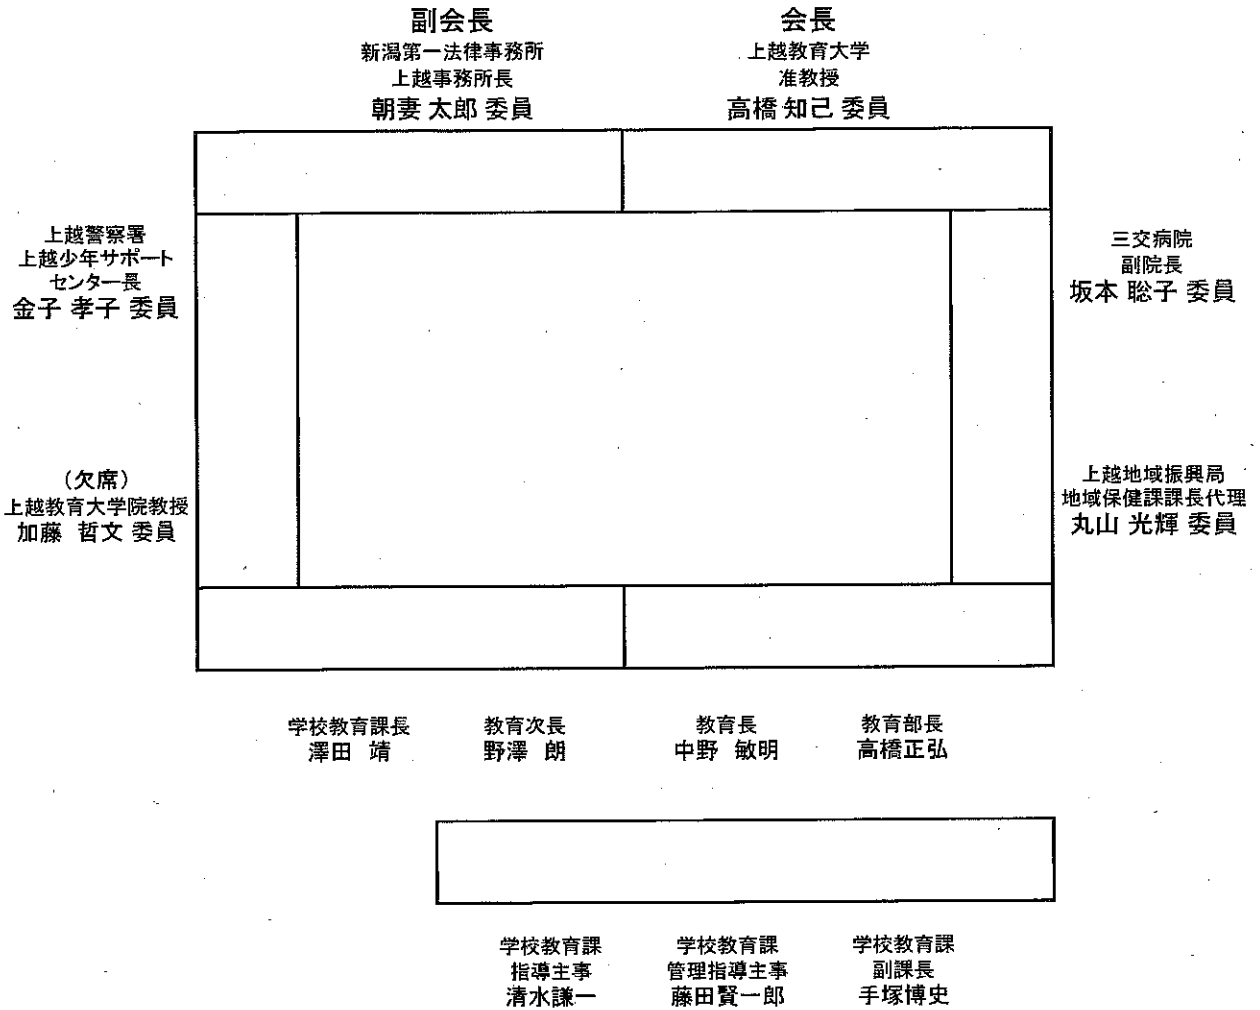 副会長
新潟第一法律事務所
上越事務所長
朝妻 太郎 委員
会長
上越教育大学
准教授
高橋 知己 委員
上越警察署
上越少年サポート
センター長
金子 孝子 委員
三交病院
副院長
坂本 聡子 委員
(欠席)
上越教育大学院教授
加藤 哲文 委員
上越地域振興局
地域保健課課長代理
丸山 光輝 委員
学校教育課長
澤田 靖
教育次長
野澤 朗
教育長
中野 敏明
教育部長
高橋正弘
学校教育課
指導主事
清水謙一
学校教育課
管理指導主事
藤田賢一郎
学校教育課
副課長
手塚博史